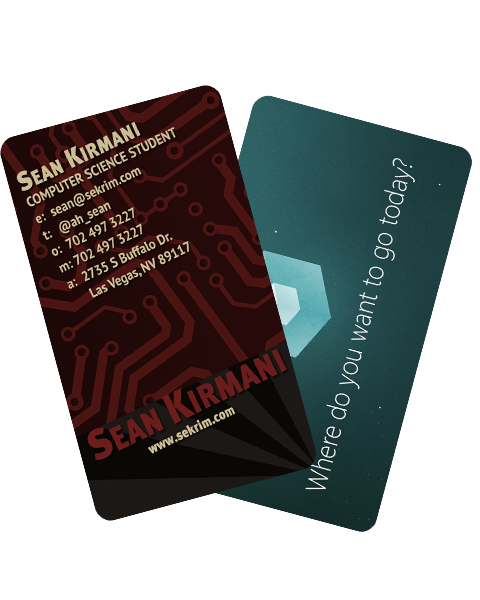 SEAN KIRMANI
COMPUTER SCIENCE STUDENT
e: sean@sekrim.com
t: @ah_sean
o: 702 497 3227
m: 702 497 3227
a: 2735 S Buffalo Dr.
Las Vegas, NV 89117
SEAN KIRMANI
www.sekrim.com
Where do you want to go today?